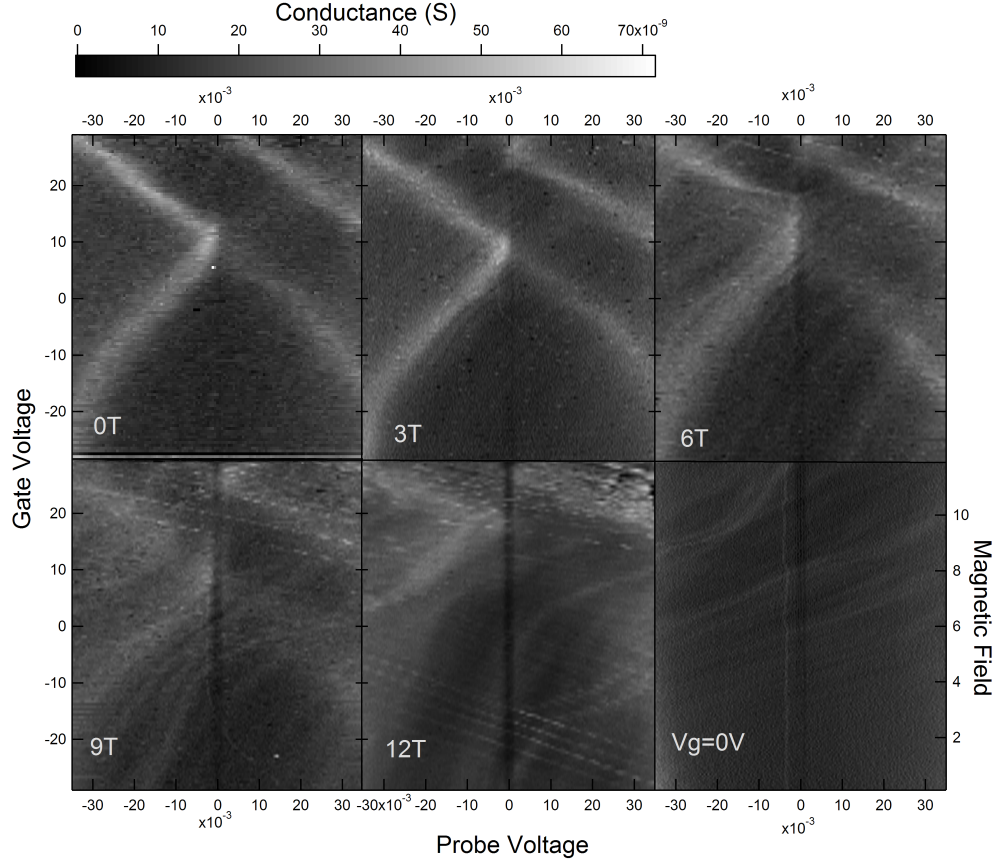 Conductance (S)
0 10 20 30 40 50 60 70x10⁻⁹
x10⁻³ x10⁻³ x10⁻³
-30 -20 -10 0 10 20 30 -30 -20 -10 0 10 20 30 -30 -20 -10 0 10 20 30
20
10
0
-10
-20
0T 3T 6T
Gate Voltage
20
10
0
-10
-20
10
8
6
4
2
Magnetic Field
9T 12T Vg=0V
-30 -20 -10 0 10 20 30 -30x10⁻³ -20 -10 0 10 20 30 -30 -20 -10 0 10 20 30
x10⁻³ x10⁻³
Probe Voltage